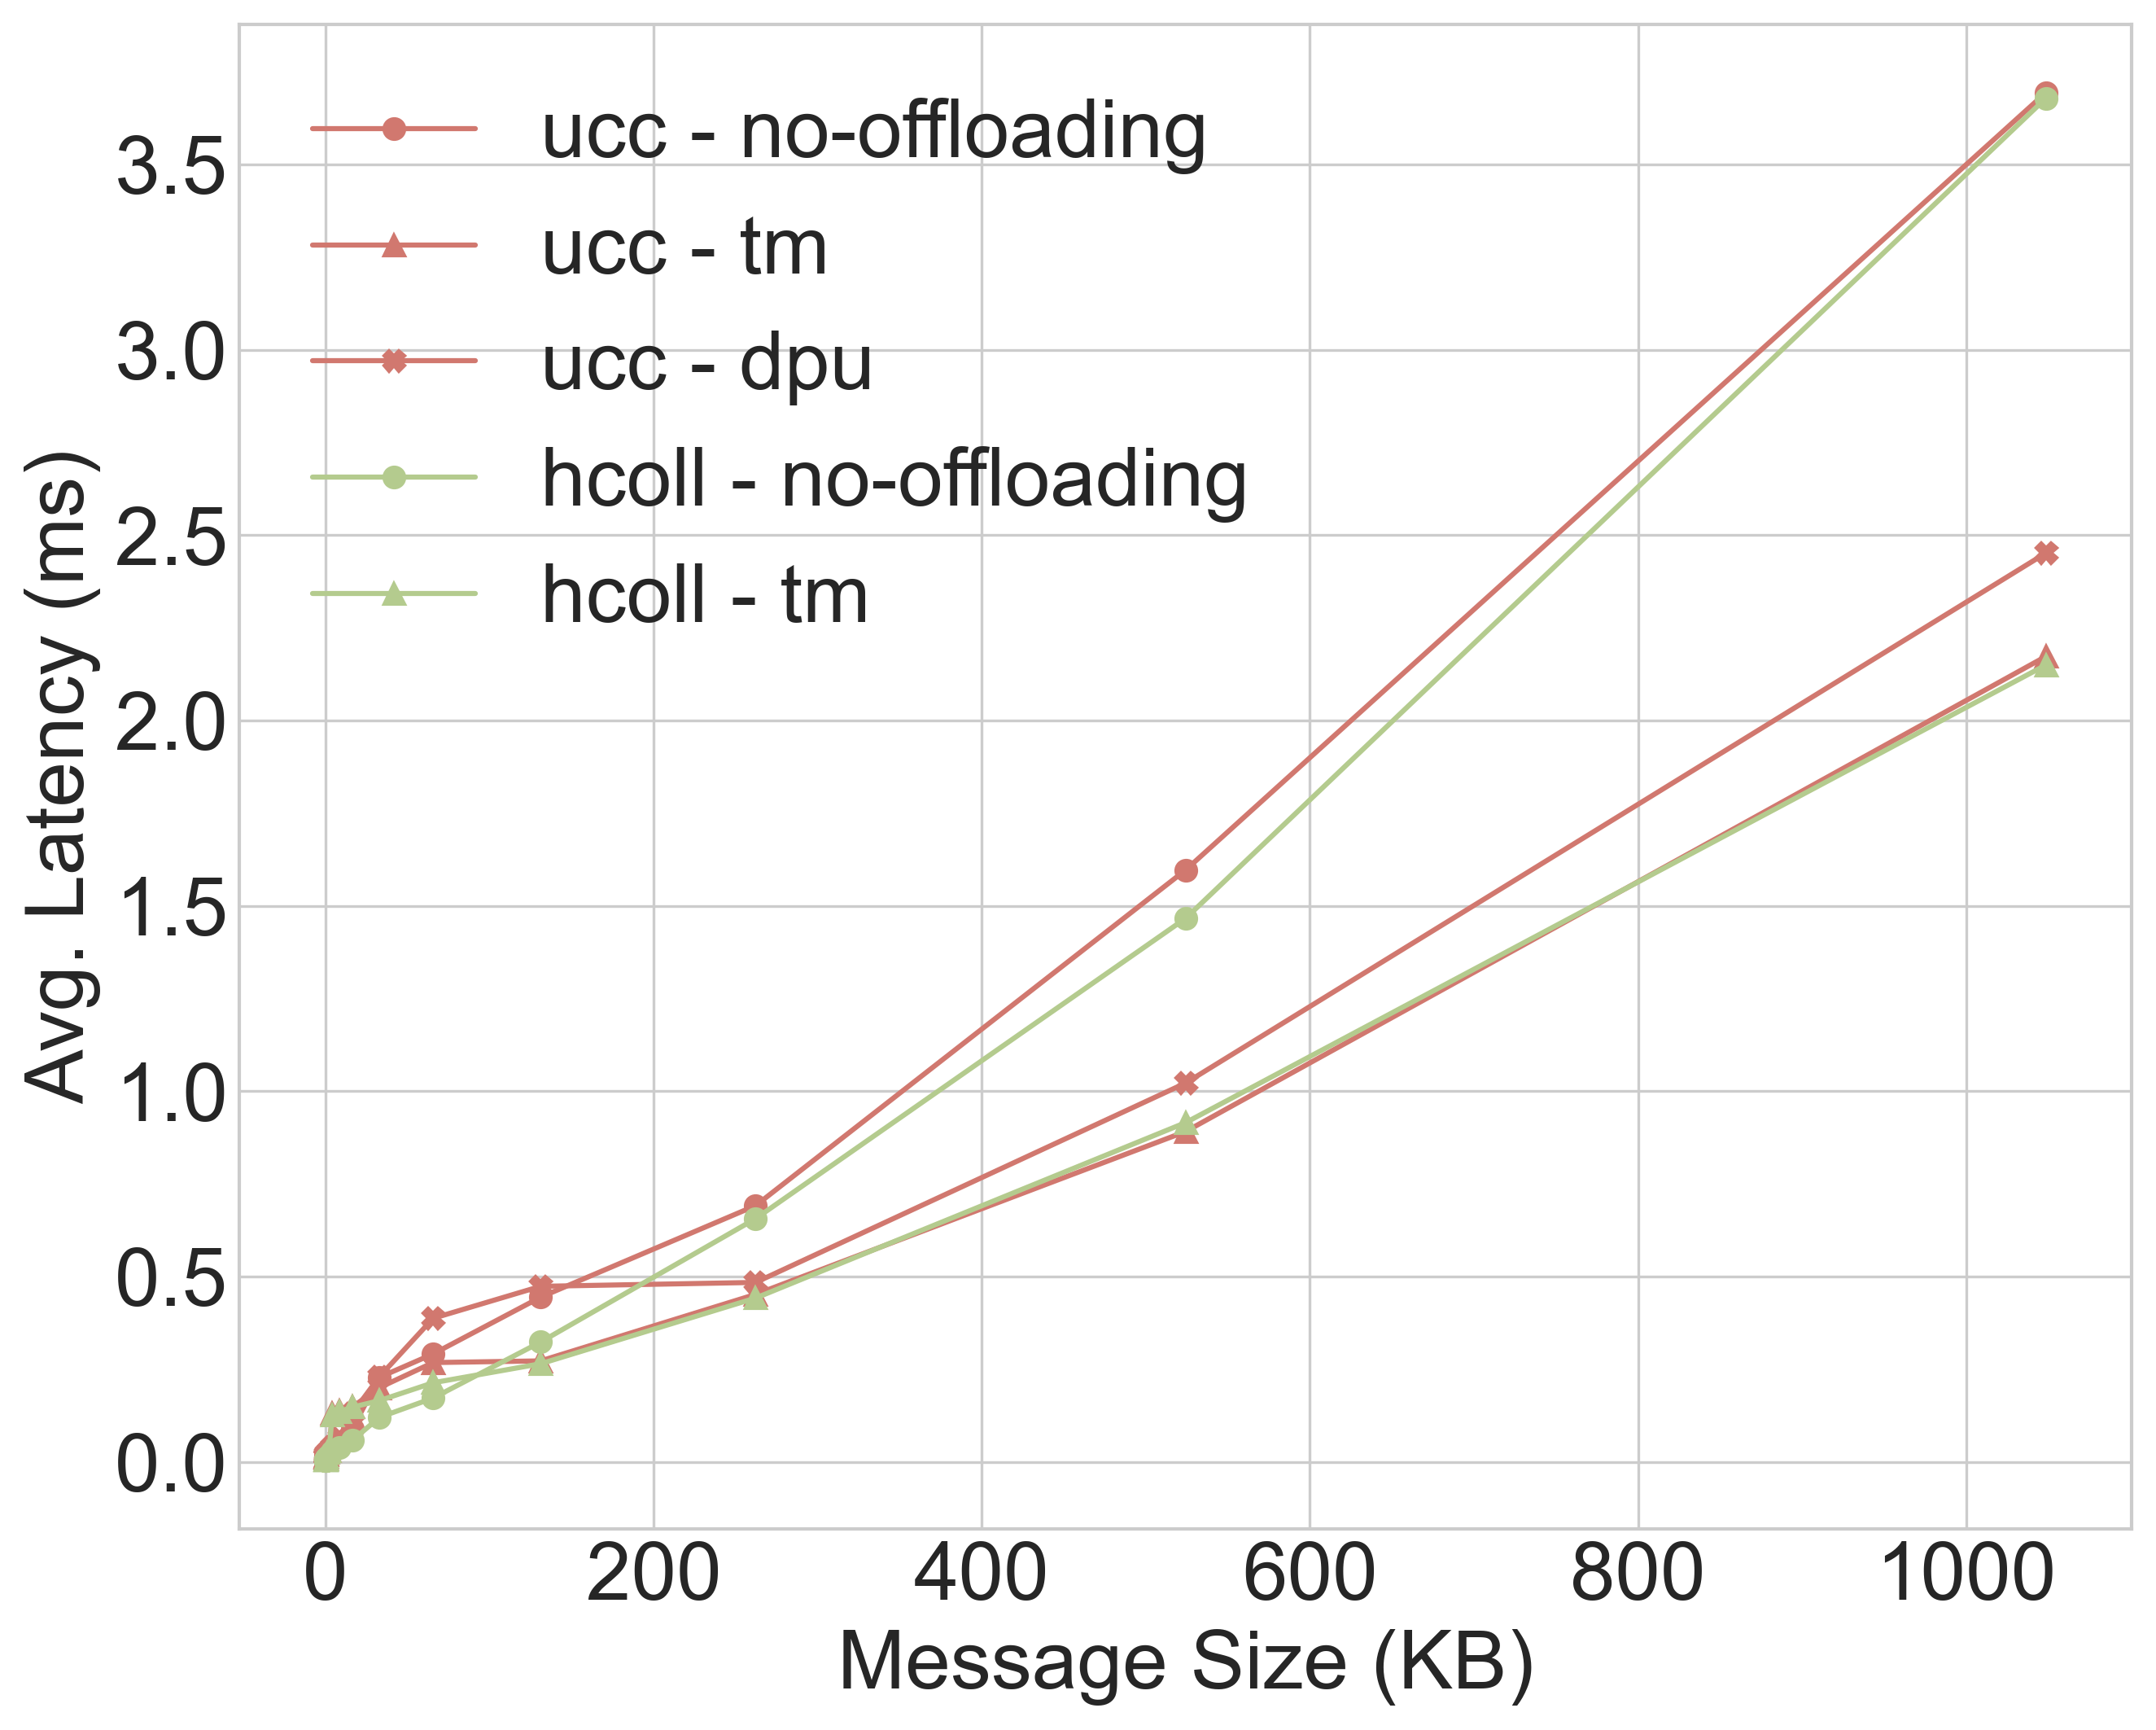 ucc - no-offloading
ucc - tm
ucc - dpu
hcoll - no-offloading
hcoll - tm
Avg. Latency (ms)
3.5
3.0
2.5
2.0
1.5
1.0
0.5
0.0
0 200 400 600 800 1000
Message Size (KB)